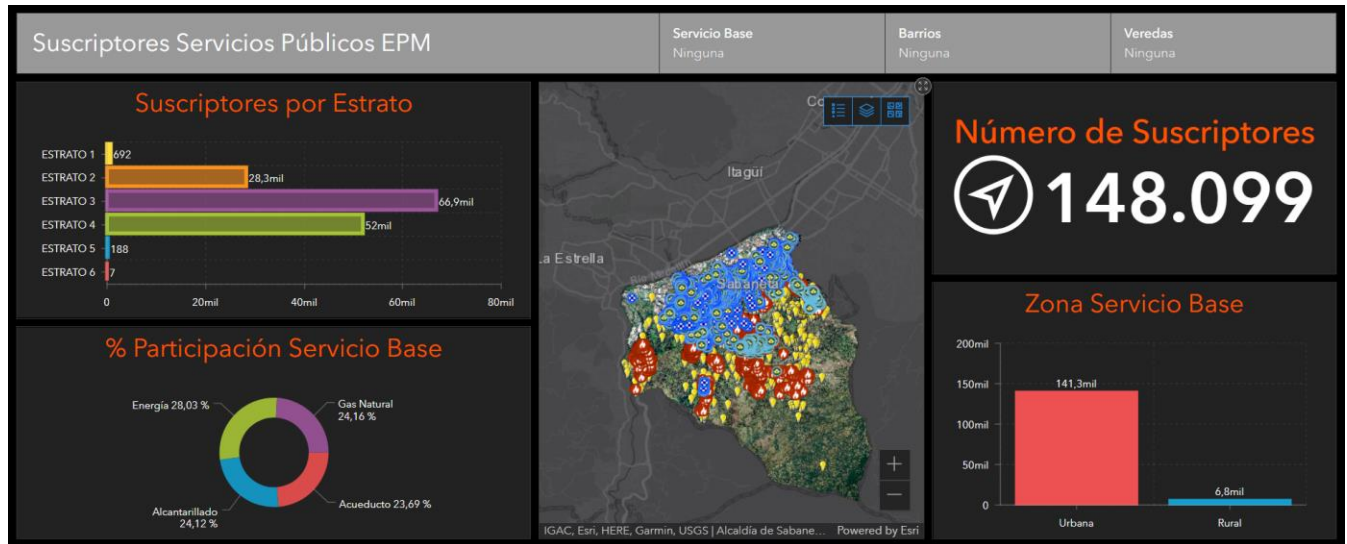 Suscriptores Servicios Públicos EPM
Servicio Base
Ninguna
Barrios
Ninguna
Veredas
Ninguna
Suscriptores por Estrato
ESTRATO 1
692
ESTRATO 2
28,3mil
ESTRATO 3
66,9mil
ESTRATO 4
52mil
ESTRATO 5
188
ESTRATO 6
7
0
20mil
40mil
60mil
80mil
% Participación Servicio Base
Energía 28,03 %
Gas Natural
24,16 %
Alcantarillado
24,12 %
Acueducto 23,69 %
Itagüí
La Estrella
Sabaneta
IGAC, Esri, HERE, Garmin, USGS | Alcaldía de Sabane...
Powered by Esri
Número de Suscriptores
148.099
Zona Servicio Base
200mil
150mil
100mil
50mil
0
141,3mil
6,8mil
Urbana
Rural